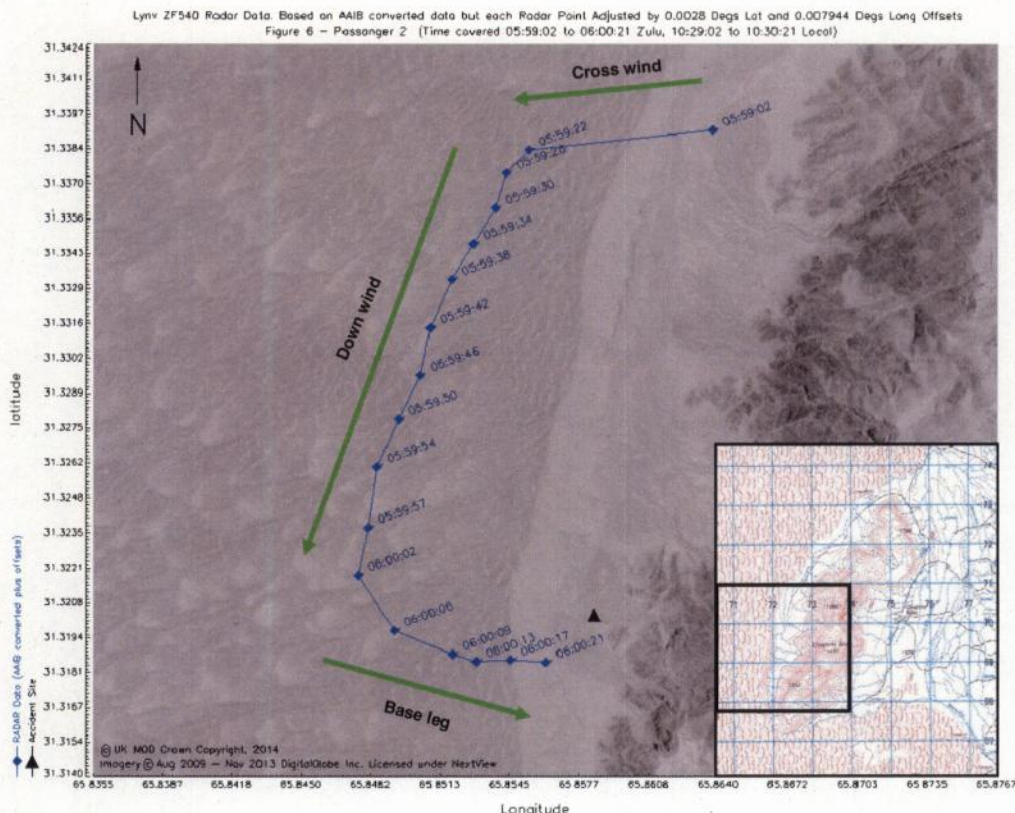 Lynv ZF540 Radar Data. Based on AAIB converted data but each Radar Point Adjusted by 0.0028 Degs Lat and 0.007944 Degs Long Offsets
Figure 6 – Passanger 2 (Time covered 05:59:02 to 06:00:21 Zulu, 10:29:02 to 10:30:21 Local)
31.3424
31.3411
31.3397
31.3384
31.3370
31.3356
31.3345
31.3329
31.3316
31.3302
31.3289
31.3275
31.3262
31.3248
31.3235
31.3221
31.3208
31.3194
31.3181
31.3167
31.3154
31.3140
latitude
RADAR Data (AAIB converted plus offsets)
Accident Site
N
Cross wind
05:59:02
05:59:22
05:59:26
05:59:30
05:59:34
05:59:38
05:59:42
05:59:46
05:59:50
05:59:54
05:59:57
06:00:02
06:00:06
06:00:09
06:00:13
06:00:17
06:00:21
Down wind
Base leg
© UK MOD Crown Copyright, 2014
Imagery © Aug 2009 – Nov 2013 DigitalGlobe Inc. Licensed under NextView
71 72 73 74 75 76 77
65.8355 65.8387 65.8418 65.8450 65.8482 65.8513 65.8545 65.8577 65.8608 65.8640 65.8672 65.8703 65.8735 65.8767
Longitude